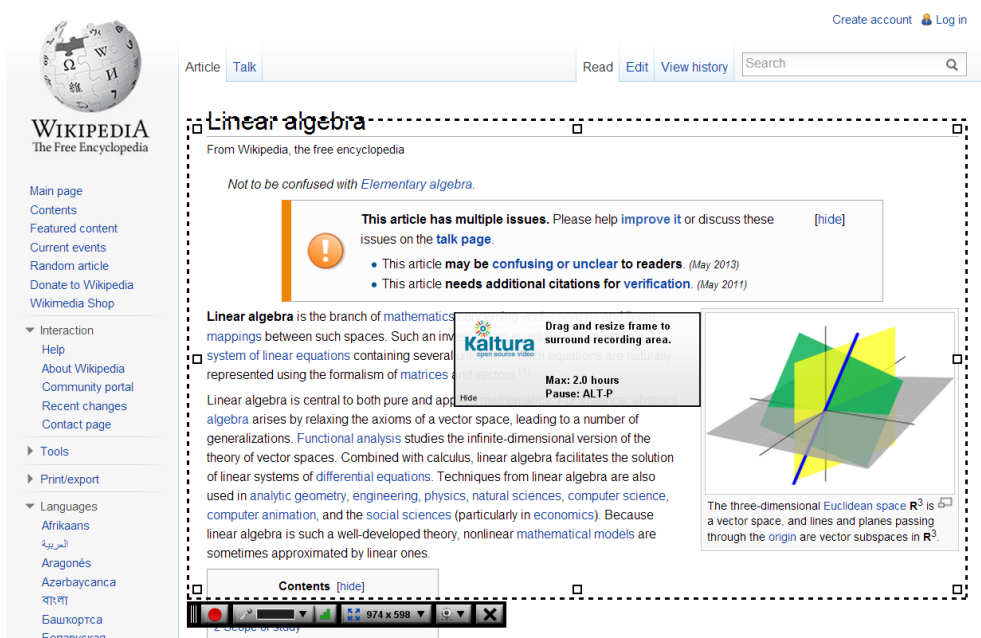 Create account Log in
WIKIPEDIA
The Free Encyclopedia
Article Talk Read Edit View history Search
Main page
Contents
Featured content
Current events
Random article
Donate to Wikipedia
Wikimedia Shop
Interaction
Help
About Wikipedia
Community portal
Recent changes
Contact page
Tools
Print/export
Languages
Afrikaans
العربية
Aragonés
Azərbaycanca
বাংলা
Башҡортса
Беларуская
Linear algebra
From Wikipedia, the free encyclopedia
Not to be confused with Elementary algebra.
This article has multiple issues. Please help improve it or discuss these [hide]
issues on the talk page.
• This article may be confusing or unclear to readers. (May 2013)
• This article needs additional citations for verification. (May 2011)
Linear algebra is the branch of mathematics
mappings between such spaces. Such an
system of linear equations containing several equations are naturally
represented using the formalism of matrices and vectors.[1]
Linear algebra is central to both pure and abstract
algebra arises by relaxing the axioms of a vector space, leading to a number of
generalizations. Functional analysis studies the infinite-dimensional version of the
theory of vector spaces. Combined with calculus, linear algebra facilitates the solution
of linear systems of differential equations. Techniques from linear algebra are also
used in analytic geometry, engineering, physics, natural sciences, computer science,
computer animation, and the social sciences (particularly in economics). Because
linear algebra is such a well-developed theory, nonlinear mathematical models are
sometimes approximated by linear ones.
Kaltura
open source video
Drag and resize frame to
surround recording area.
Max: 2.0 hours
Pause: ALT-P
Hide
The three-dimensional Euclidean space R3 is
a vector space, and lines and planes passing
through the origin are vector subspaces in R3.
Contents [hide]
2 Scope of study
974 x 598